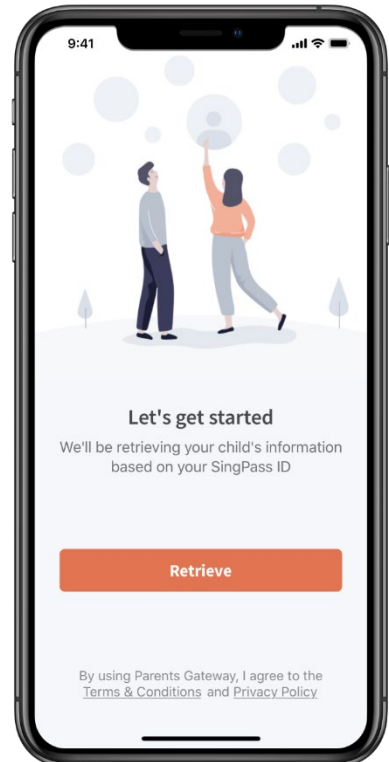 9:41
Let's get started
We'll be retrieving your child's information
based on your SingPass ID
Retrieve
By using Parents Gateway, I agree to the
Terms & Conditions and Privacy Policy